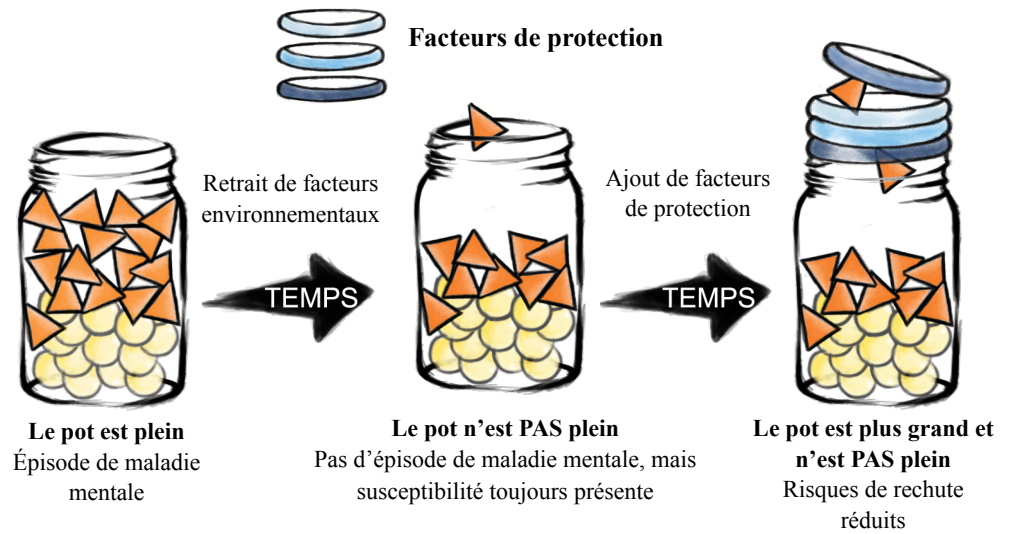 Facteurs de protection
Retrait de facteurs
environnementaux
TEMPS
Ajout de facteurs
de protection
TEMPS
Le pot est plein
Épisode de maladie
mentale
Le pot n’est PAS plein
Pas d’épisode de maladie mentale, mais
susceptibilité toujours présente
Le pot est plus grand et
n’est PAS plein
Risques de rechute
réduits